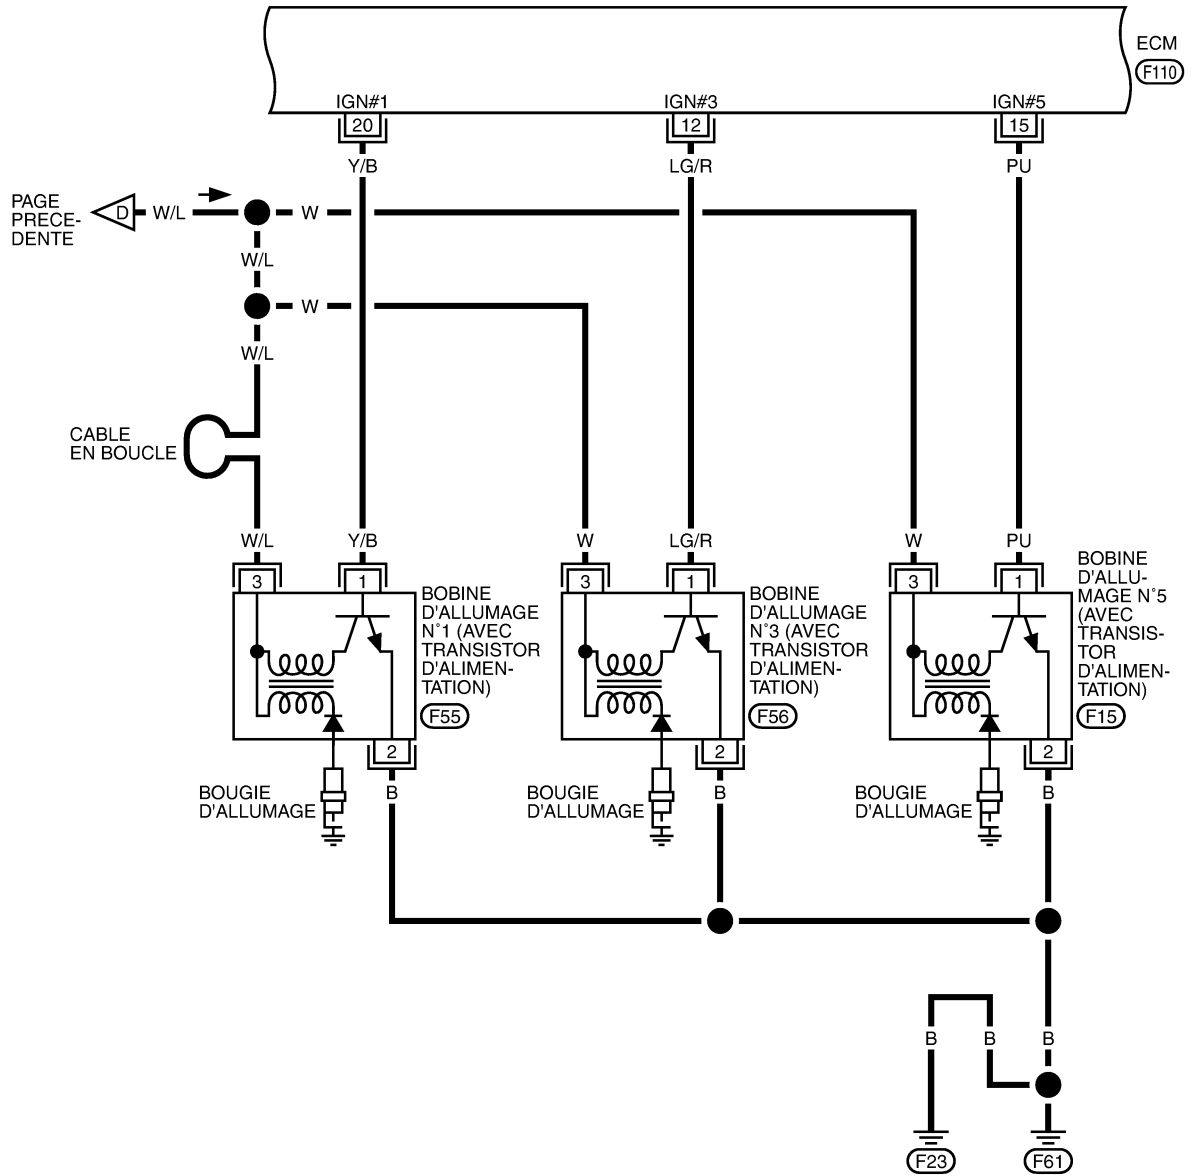 ECM
F110
IGN#1
IGN#3
IGN#5
20
12
15
Y/B
LG/R
PU
PAGE
PRECE-
DENTE
D
W/L
W
W/L
W
W/L
CABLE
EN BOUCLE
W/L
Y/B
W
LG/R
W
PU
3
1
3
1
3
1
BOBINE
D'ALLUMAGE
N°1 (AVEC
TRANSISTOR
D'ALIMEN-
TATION)
F55
BOBINE
D'ALLUMAGE
N°3 (AVEC
TRANSISTOR
D'ALIMEN-
TATION)
F56
BOBINE
D'ALLU-
MAGE N°5
(AVEC
TRANSIS-
TOR
D'ALIMEN-
TATION)
F15
2
2
2
BOUGIE
D'ALLUMAGE
B
BOUGIE
D'ALLUMAGE
B
BOUGIE
D'ALLUMAGE
B
B
B
B
F23
F61